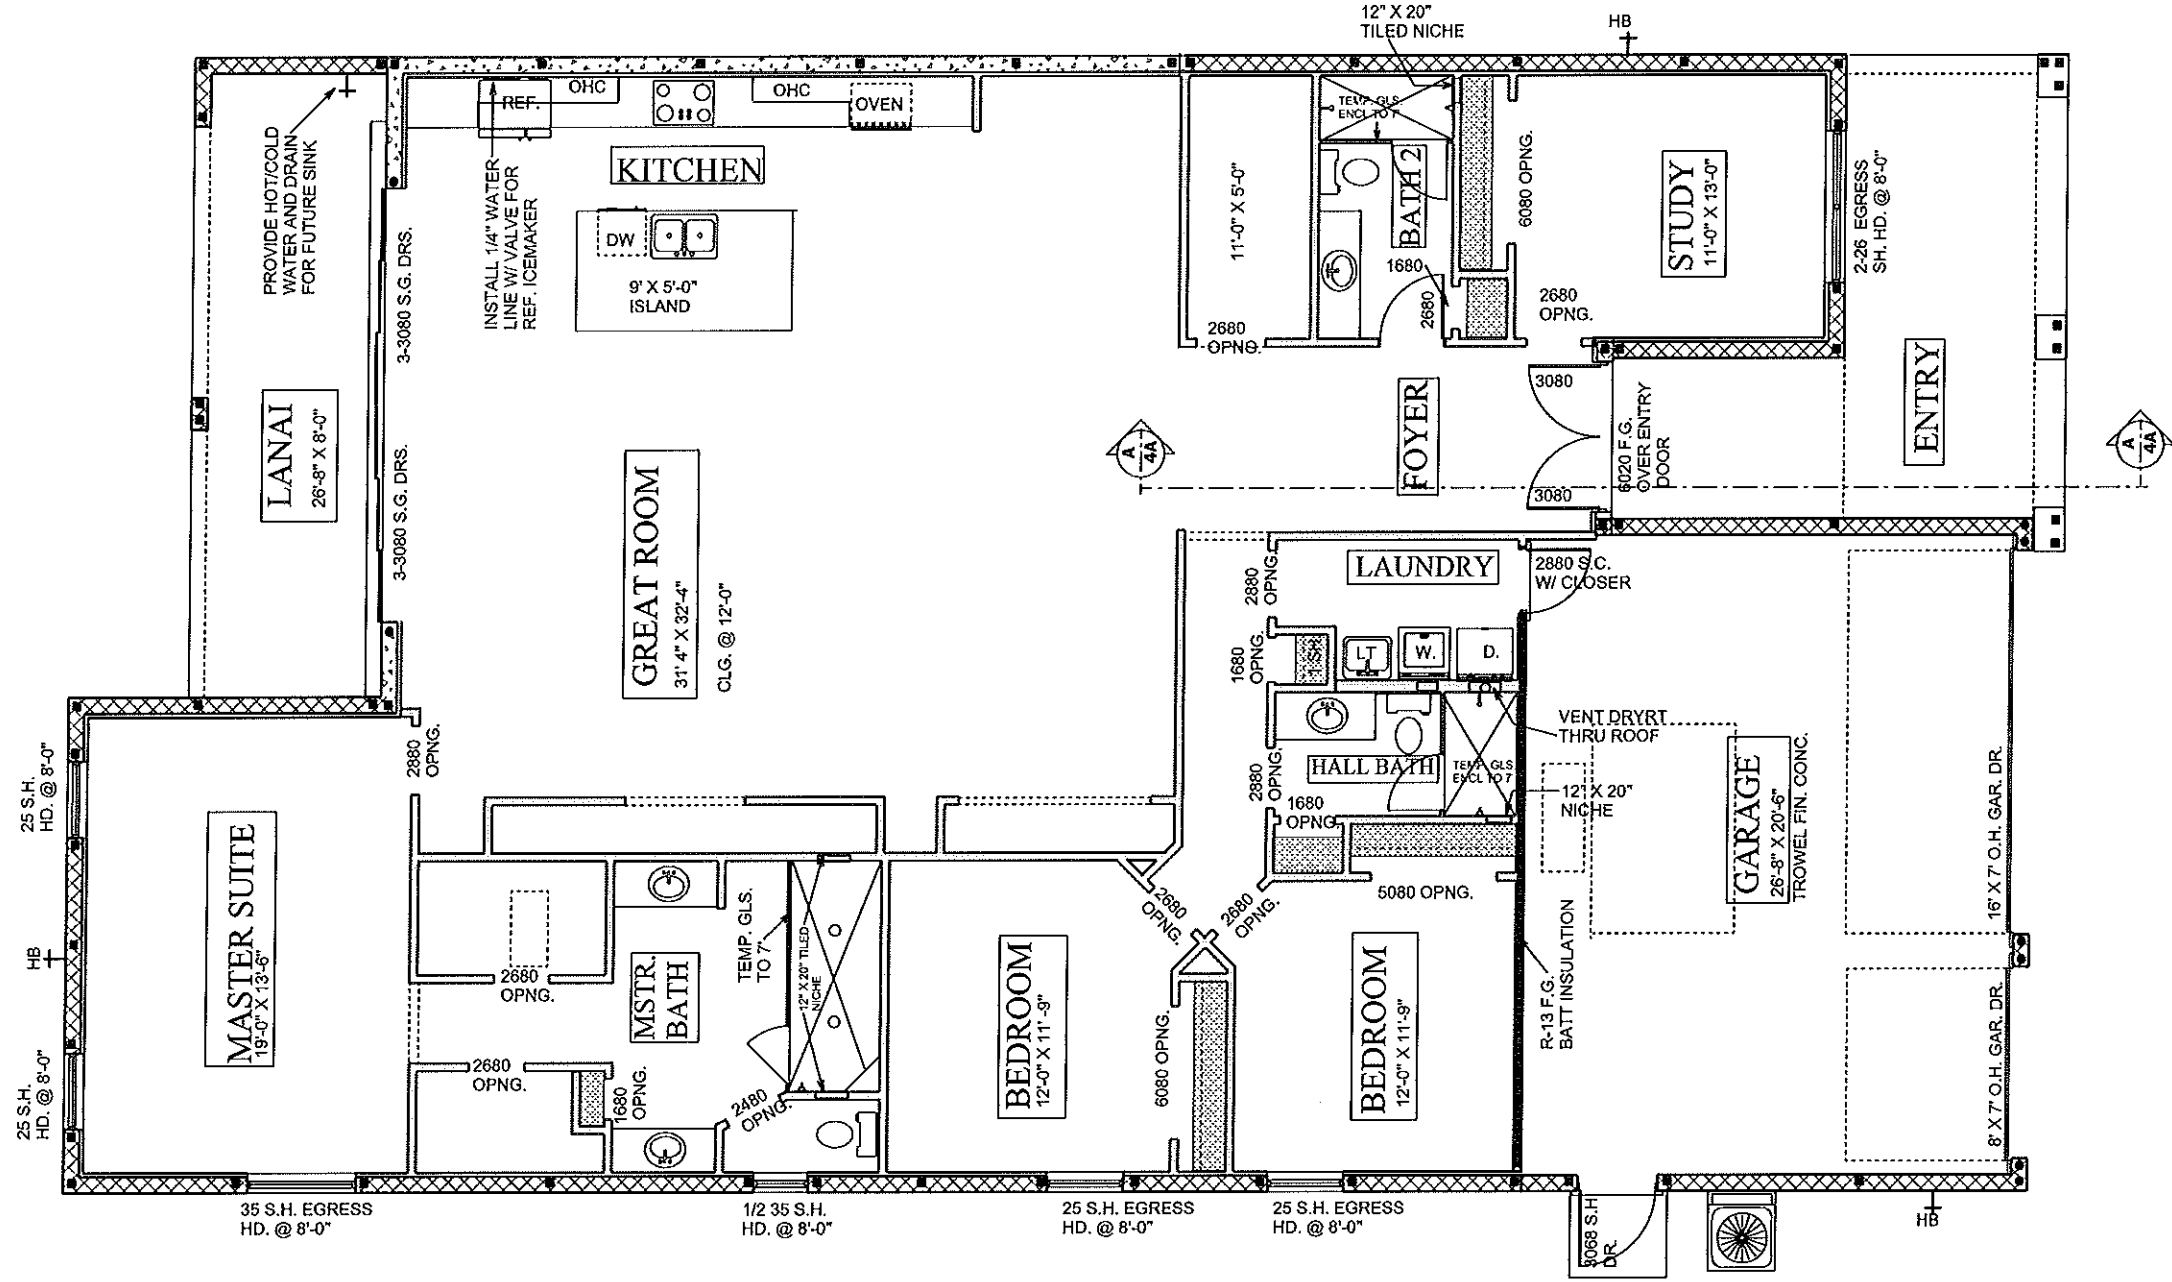 12" X 20"
TILED NICHE
HB
REF.
OHC
OHC
OVEN
TEMP. GLS.
ENCL TO 7'
KITCHEN
PROVIDE HOT/COLD
WATER AND DRAIN
FOR FUTURE SINK
INSTALL 1/4" WATER
LINE W/ VALVE FOR
REF. ICEMAKER
DW
9' X 5'-0"
ISLAND
3-3080 S.G. DRS.
11'-0" X 5'-0"
2680
OPNG.
BATH 2
1680
2680
6080 OPNG.
STUDY
11'-0" X 13'-0"
2680
OPNG.
2-26 EGRESS
SH. HD. @ 8'-0"
LANAI
26'-8" X 8'-0"
3-3080 S.G. DRS.
GREAT ROOM
31' 4" X 32'-4"
CLG. @ 12'-0"
A
4A
FOYER
3080
3080
6020 F.G.
OVER ENTRY
DOOR
ENTRY
A
4A
LAUNDRY
2880
OPNG.
2880 S.C.
W/ CLOSER
1680
OPNG.
LT
W.
D.
VENT DRYRT
THRU ROOF
2880
OPNG.
HALL BATH
TEMP. GLS.
ENCL TO 7'
12" X 20"
NICHE
1680
OPNG.
GARAGE
26'-8" X 20'-6"
TROWEL FIN. CONC.
16' X 7' O.H. GAR. DR.
8' X 7' O.H. GAR. DR.
25 S.H.
HD. @ 8'-0"
2880
OPNG.
MASTER SUITE
19'-0" X 13'-6"
HB
25 S.H.
HD. @ 8'-0"
2680
OPNG.
MSTR.
BATH
TEMP. GLS.
TO 7'
12" X 20" TILED
NICHE
2680
OPNG.
1680
OPNG.
2480
OPNG.
BEDROOM
12'-0" X 11' -9"
2680
OPNG.
2680
OPNG.
6080 OPNG.
5080 OPNG.
BEDROOM
12'-0" X 11'-9"
R-13 F.G.
BATT INSULATION
35 S.H. EGRESS
HD. @ 8'-0"
1/2 35 S.H.
HD. @ 8'-0"
25 S.H. EGRESS
HD. @ 8'-0"
25 S.H. EGRESS
HD. @ 8'-0"
3068 S.H
DR.
HB